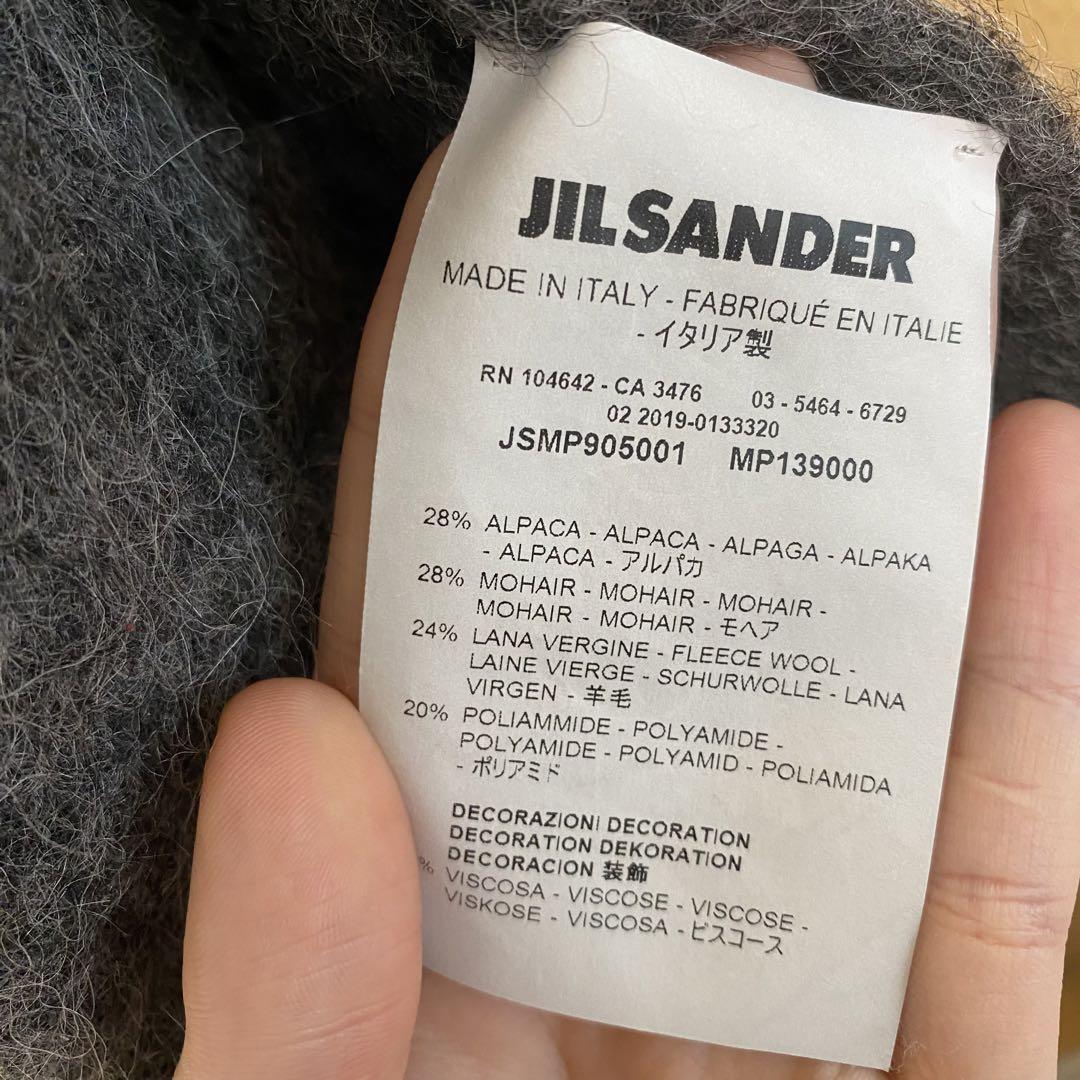 JIL SANDER
MADE IN ITALY - FABRIQUÉ EN ITALIE
- イタリア製
RN 104642 - CA 3476 03 - 5464 - 6729
02 2019-0133320
JSMP905001 MP139000
28% ALPACA - ALPACA - ALPAGA - ALPAKA
- ALPACA - アルパカ
28% MOHAIR - MOHAIR - MOHAIR -
MOHAIR - MOHAIR - モヘア
24% LANA VERGINE - FLEECE WOOL -
LAINE VIERGE - SCHURWOLLE - LANA
VIRGEN - 羊毛
20% POLIAMMIDE - POLYAMIDE -
POLYAMIDE - POLYAMID - POLIAMIDA
- ポリアミド
DECORAZIONI DECORATION
DECORATION DEKORATION
DECORACION 装飾
% VISCOSA - VISCOSE - VISCOSE -
VISKOSE - VISCOSA - ビスコース